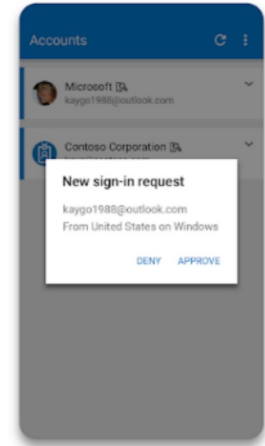 Accounts
Microsoft
kaygo1988@outlook.com
Contoso Corporation
New sign-in request
kaygo1988@outlook.com
From United States on Windows
DENY APPROVE